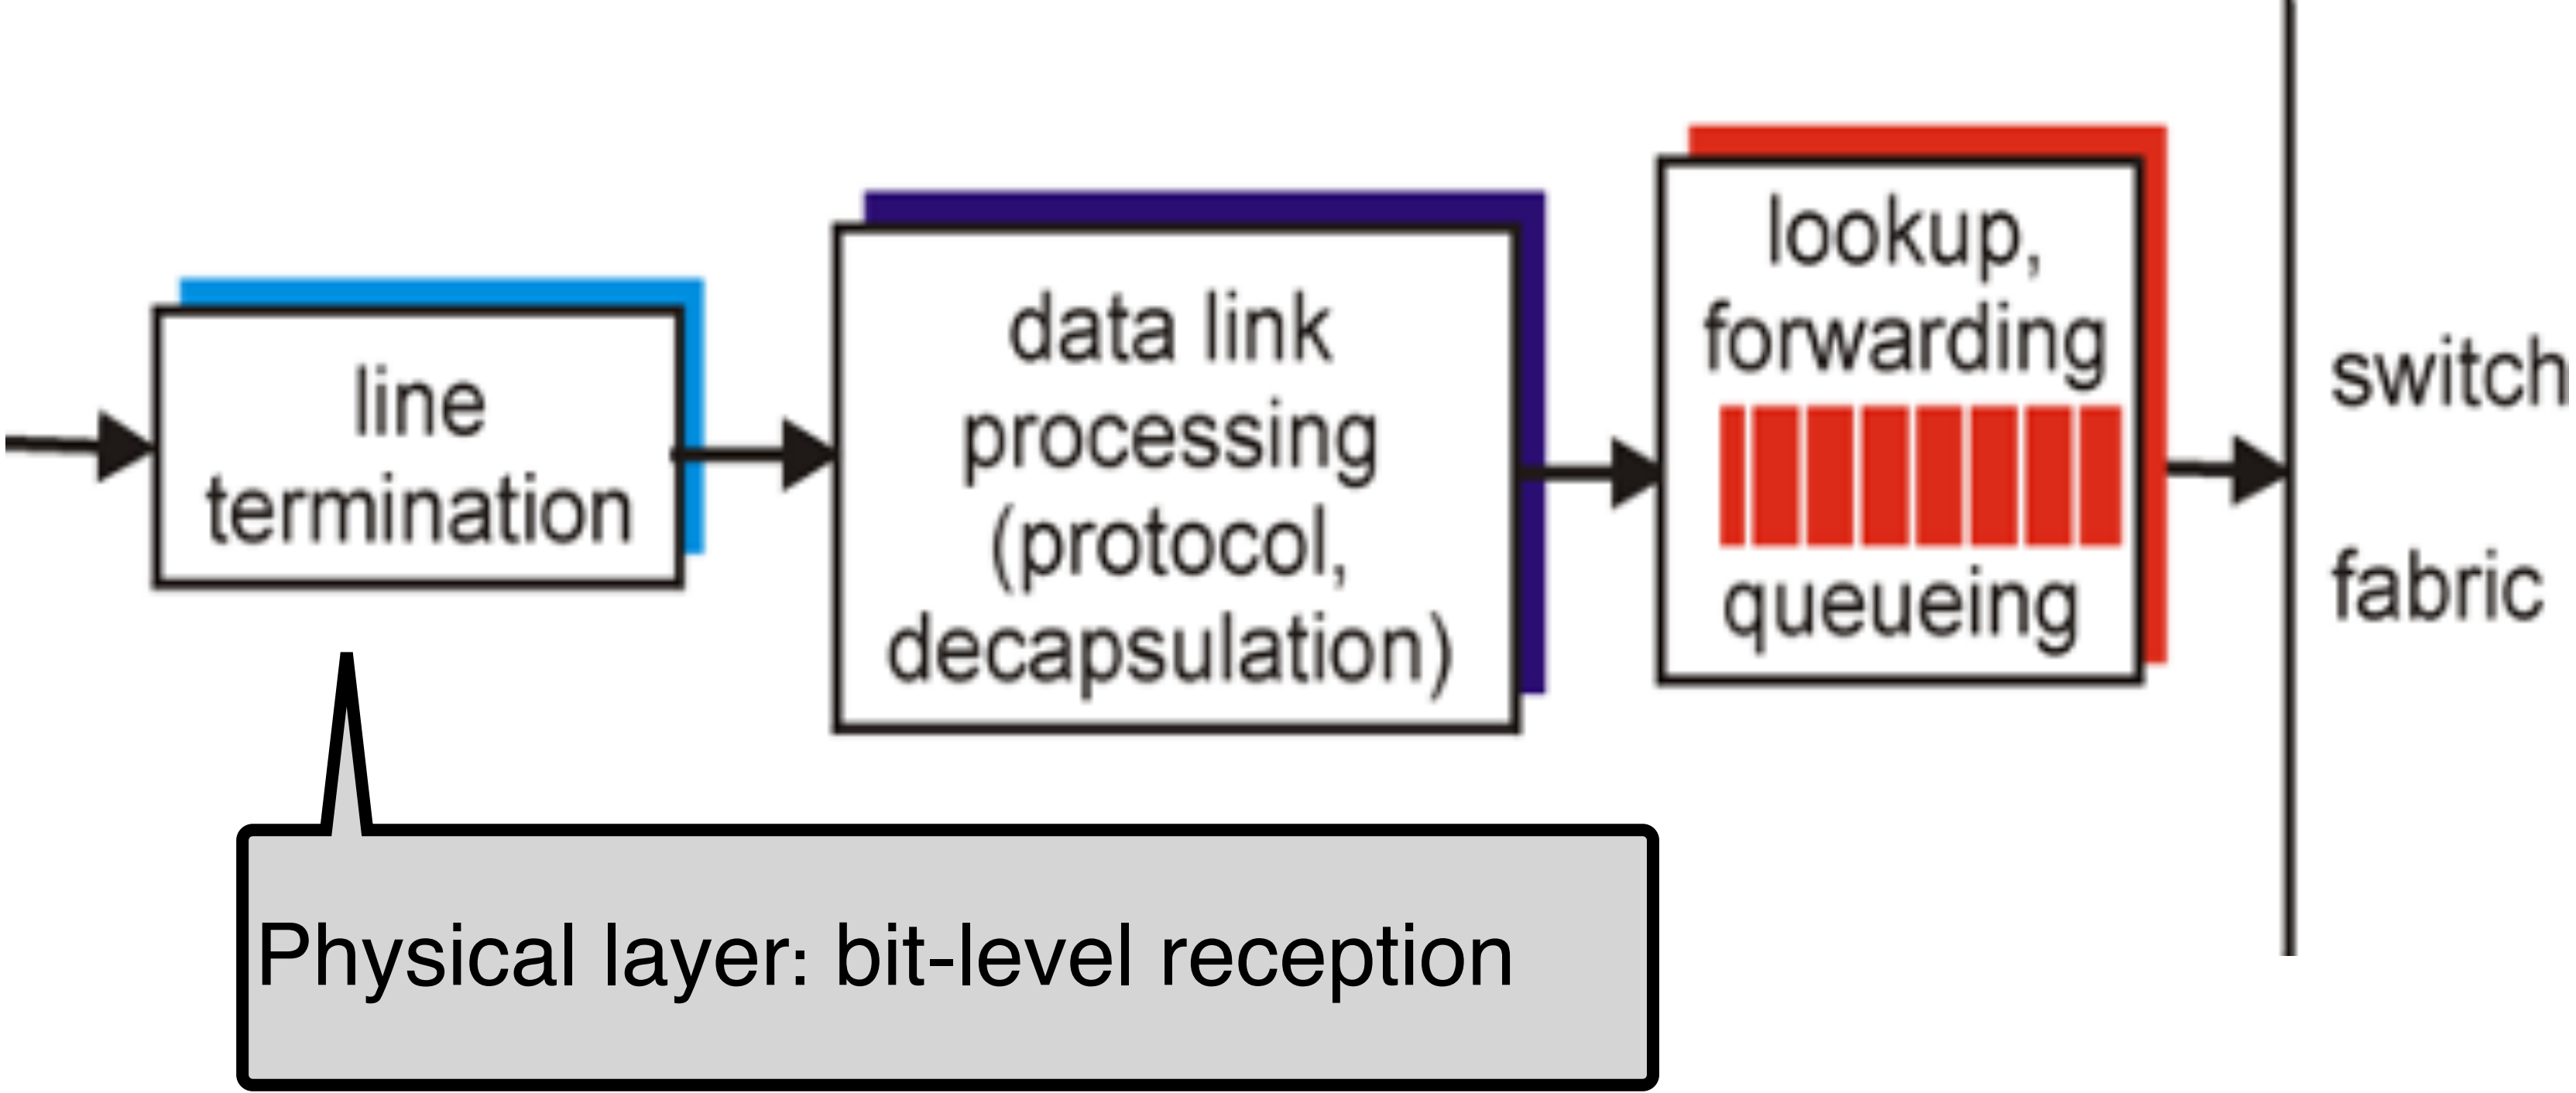 line
termination
data link
processing
(protocol,
decapsulation)
lookup,
forwarding
queueing
switch
fabric
Physical layer: bit-level reception